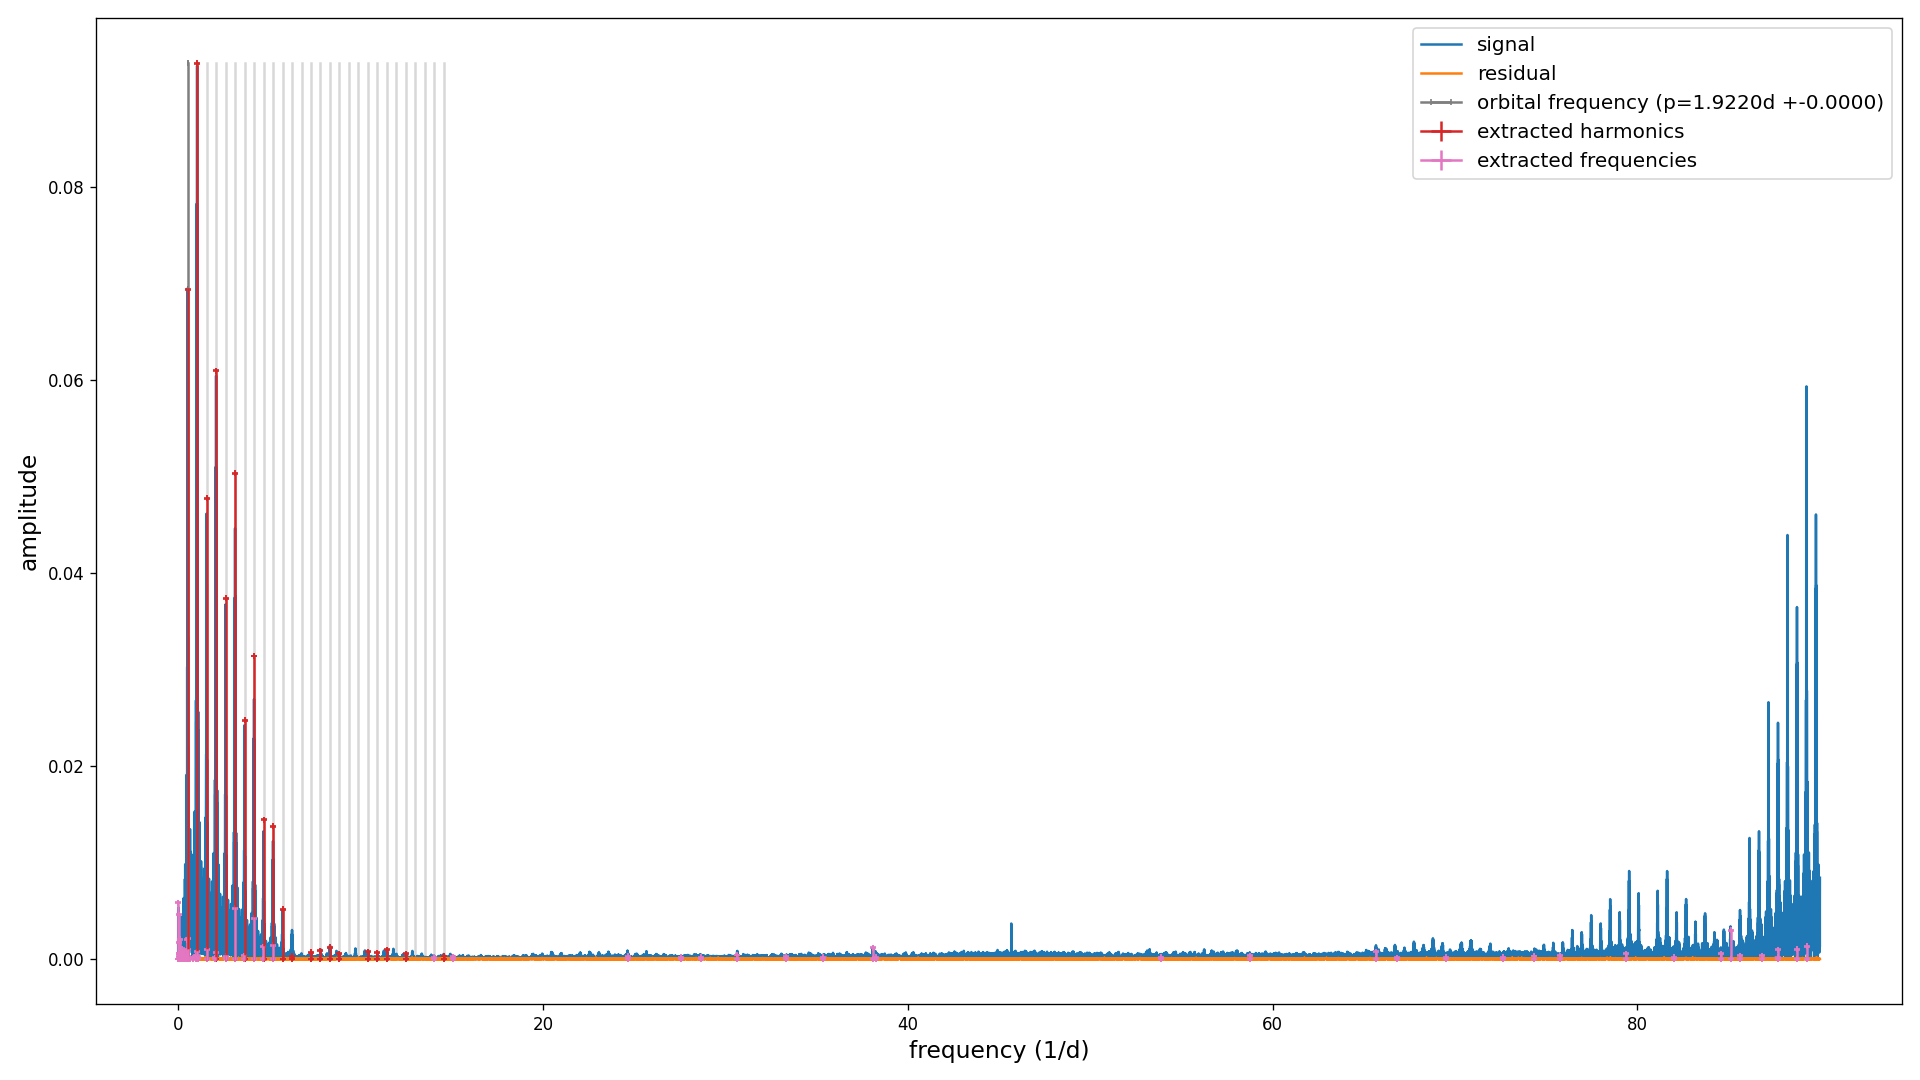 signal
residual
orbital frequency (p=1.9220d +-0.0000)
extracted harmonics
extracted frequencies
0.08
0.06
0.04
0.02
0.00
amplitude
0 20 40 60 80
frequency (1/d)